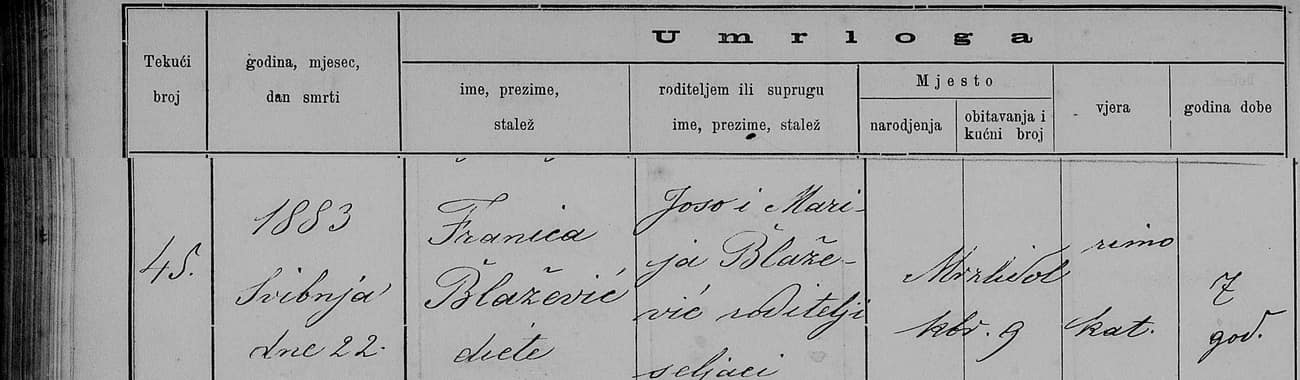 Umrloga
Tekući
broj
godina, mjesec,
dan smrti
ime, prezime,
stalež
roditeljem ili suprugu
ime, prezime, stalež
Mjesto
narodjenja
obitavanja i
kućni broj
vjera
godina dobe
45.
1883
Svibnja
dne 22.
Franica
Blažević
diete
Joso i Mari-
ja Blaže-
vić roditelji
seljaci
Mrzlidol
kbr. 9
rimo
kat.
7
god.